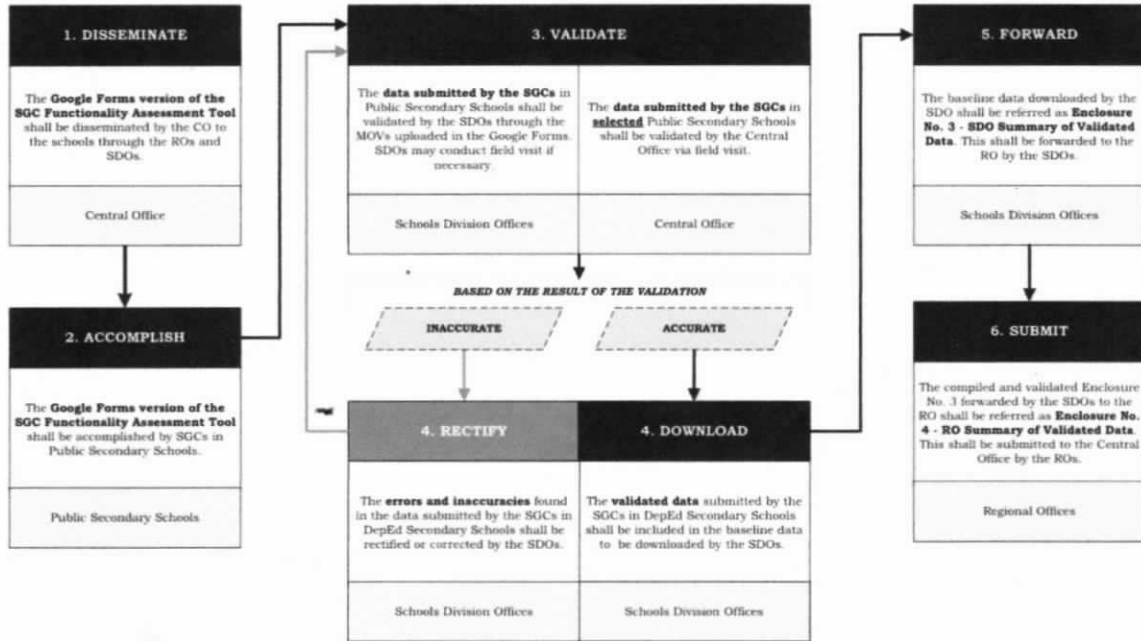 1. DISSEMINATE
The Google Forms version of the
SGC Functionality Assessment Tool
shall be disseminated by the CO to
the schools through the ROs and
SDOs.
Central Office
2. ACCOMPLISH
The Google Forms version of the
SGC Functionality Assessment Tool
shall be accomplished by SGCs in
Public Secondary Schools.
Public Secondary Schools
3. VALIDATE
The data submitted by the SGCs in
Public Secondary Schools shall be
validated by the SDOs through the
MOVs uploaded in the Google Forms.
SDOs may conduct field visit if
necessary.
Schools Division Offices
The data submitted by the SGCs in
selected Public Secondary Schools
shall be validated by the Central
Office via field visit.
Central Office
BASED ON THE RESULT OF THE VALIDATION
INACCURATE
ACCURATE
4. RECTIFY
The errors and inaccuracies found
in the data submitted by the SGCs in
DepEd Secondary Schools shall be
rectified or corrected by the SDOs.
Schools Division Offices
4. DOWNLOAD
The validated data submitted by the
SGCs in DepEd Secondary Schools
shall be included in the baseline data
to be downloaded by the SDOs.
Schools Division Offices
5. FORWARD
The baseline data downloaded by the
SDO shall be referred as Enclosure
No. 3 - SDO Summary of Validated
Data. This shall be forwarded to the
RO by the SDOs.
Schools Division Offices
6. SUBMIT
The compiled and validated Enclosure
No. 3 forwarded by the SDOs to the
RO shall be referred as Enclosure No.
4 - RO Summary of Validated Data.
This shall be submitted to the Central
Office by the ROs.
Regional Offices